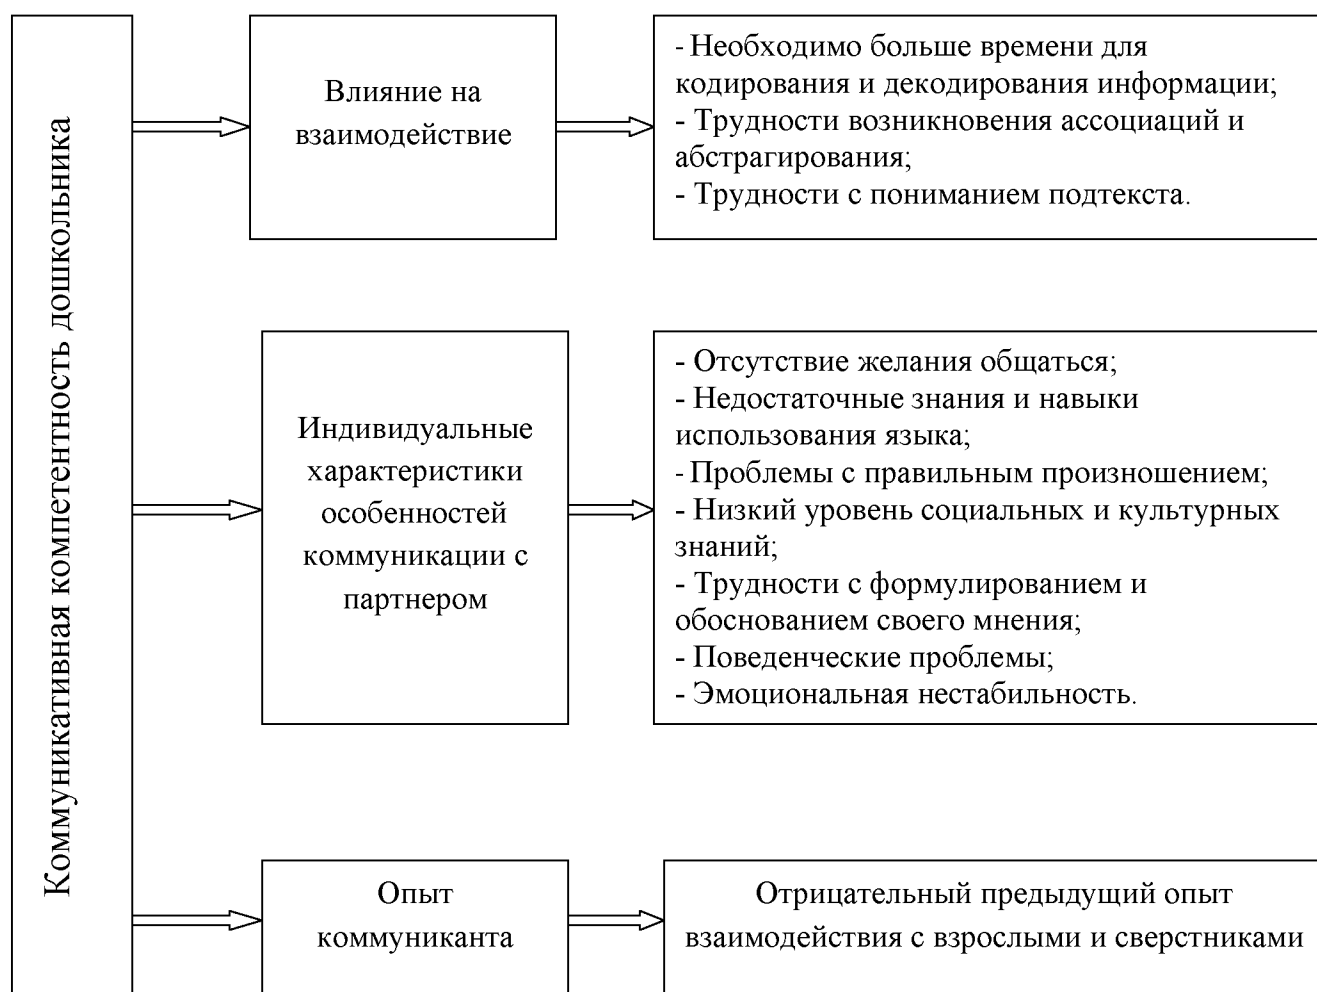 Коммуникативная компетентность дошкольника
Влияние на
взаимодействие
- Необходимо больше времени для
кодирования и декодирования информации;
- Трудности возникновения ассоциаций и
абстрагирования;
- Трудности с пониманием подтекста.
Индивидуальные
характеристики
особенностей
коммуникации с
партнером
- Отсутствие желания общаться;
- Недостаточные знания и навыки
использования языка;
- Проблемы с правильным произношением;
- Низкий уровень социальных и культурных
знаний;
- Трудности с формулированием и
обоснованием своего мнения;
- Поведенческие проблемы;
- Эмоциональная нестабильность.
Опыт
коммуниканта
Отрицательный предыдущий опыт
взаимодействия с взрослыми и сверстниками